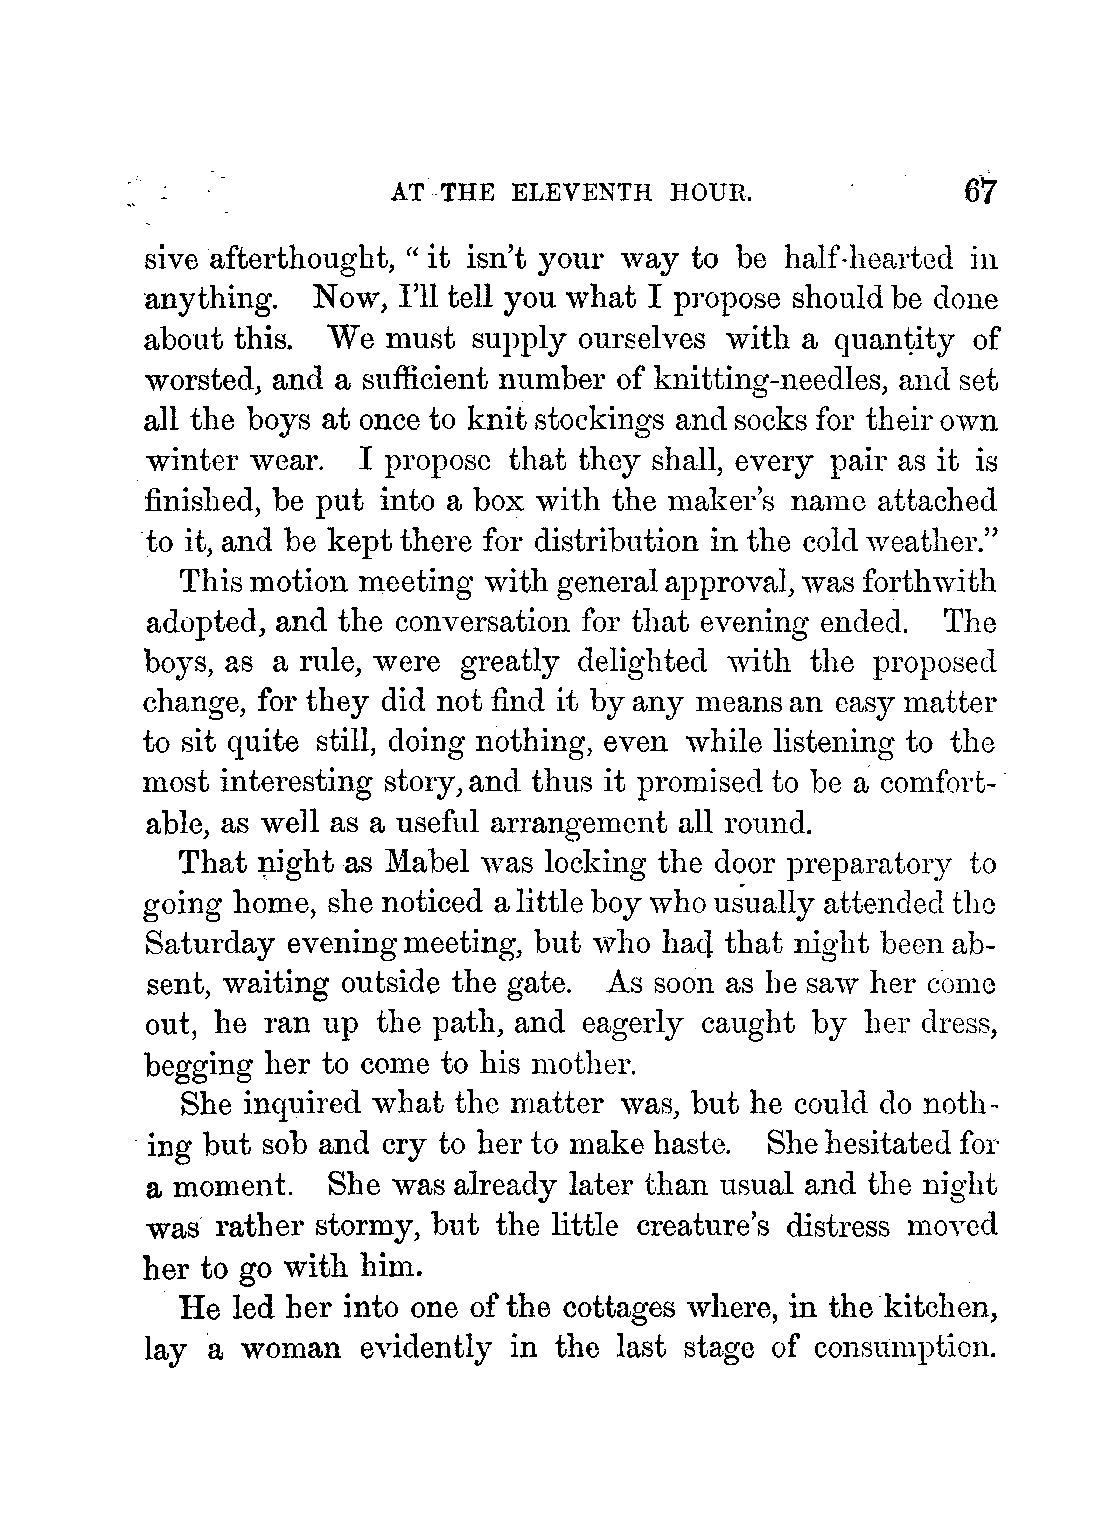 AT THE ELEVENTH HOUR. 67
sive afterthought, “ it isn’t your way to be half-hearted in
anything. Now, I’ll tell you what I propose should be done
about this. We must supply ourselves with a quantity of
worsted, and a sufficient number of knitting-needles, and set
all the boys at once to knit stockings and socks for their own
winter wear. I propose that they shall, every pair as it is
finished, be put into a box with the maker’s name attached
to it, and be kept there for distribution in the cold weather.”
This motion meeting with general approval, was forthwith
adopted, and the conversation for that evening ended. The
boys, as a rule, were greatly delighted with the proposed
change, for they did not find it by any means an easy matter
to sit quite still, doing nothing, even while listening to the
most interesting story, and thus it promised to be a comfort-
able, as well as a useful arrangement all round.
That night as Mabel was locking the door preparatory to
going home, she noticed a little boy who usually attended the
Saturday evening meeting, but who had that night been ab-
sent, waiting outside the gate. As soon as he saw her come
out, he ran up the path, and eagerly caught by her dress,
begging her to come to his mother.
She inquired what the matter was, but he could do noth-
ing but sob and cry to her to make haste. She hesitated for
a moment. She was already later than usual and the night
was rather stormy, but the little creature’s distress moved
her to go with him.
He led her into one of the cottages where, in the kitchen,
lay a woman evidently in the last stage of consumption.